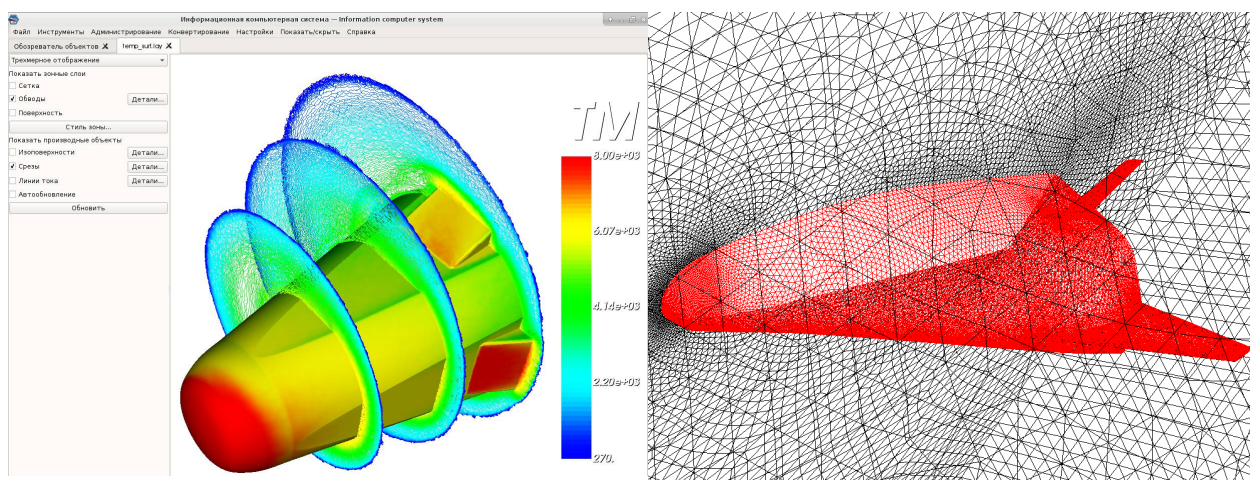 Информационная компьютерная система — Information computer system
Файл Инструменты Администрирование Конвертирование Настройки Показать/скрыть Справка
Обозреватель объектов
Трехмерное отображение
Показать зонные слои
Сетка
Обводы Детали...
Поверхность
Стиль зоны...
Показать производные объекты
Изоповерхности Детали...
Срезы Детали...
Линии тока Детали...
Автообновление
Обновить
TM
8.00e+03
6.07e+03
4.14e+03
2.20e+03
270.